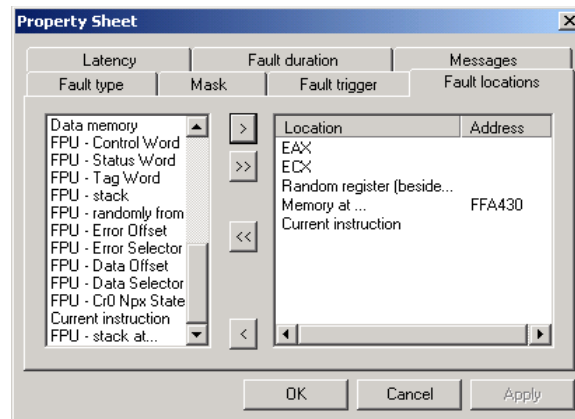 Property Sheet
Latency
Fault duration
Messages
Fault type
Mask
Fault trigger
Fault locations
Data memory
FPU - Control Word
FPU - Status Word
FPU - Tag Word
FPU - stack
FPU - randomly from
FPU - Error Offset
FPU - Error Selector
FPU - Data Offset
FPU - Data Selector
FPU - Cr0 Npx State
Current instruction
FPU - stack at...
>
>>
<<
<
Location Address
EAX
ECX
Random register (beside...
Memory at ... FFA430
Current instruction
OK
Cancel
Apply